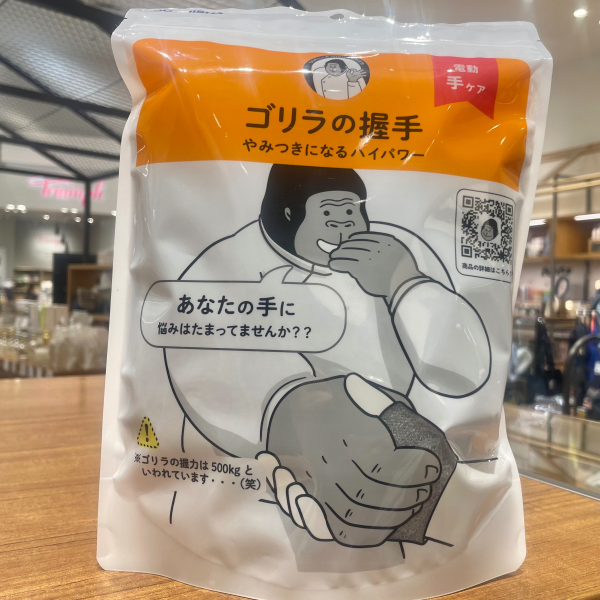 電動
手ケア
ゴリラの握手
やみつきになるハイパワー
商品の詳細はこちら
あなたの手に
悩みはたまってませんか??
※ゴリラの握力は500kgと
いわれています・・・(笑)